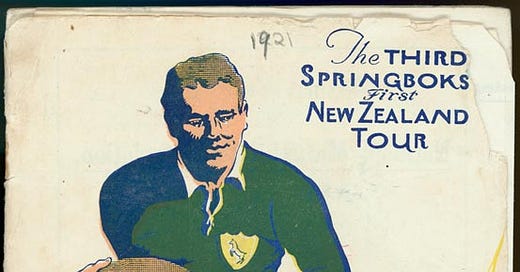 1921
The THIRD
SPRINGBOKS
First
NEW ZEALAND
TOUR